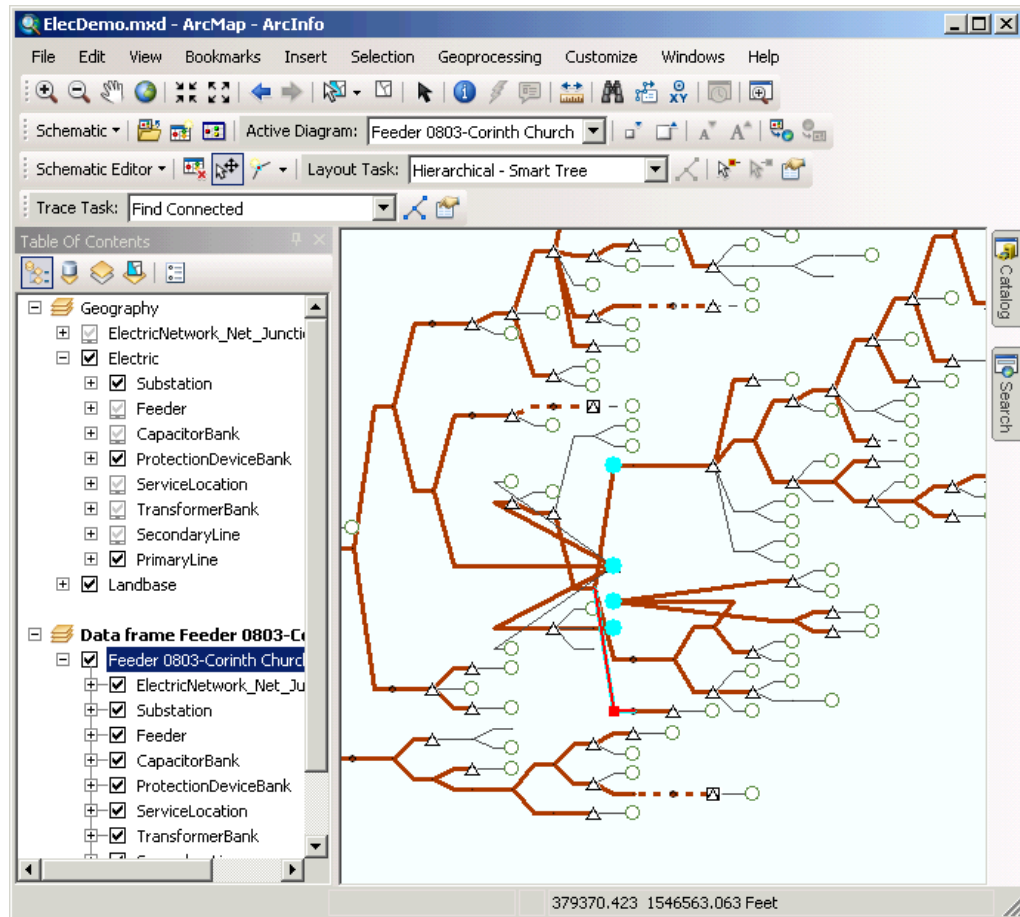 ElecDemo.mxd - ArcMap - ArcInfo
File Edit View Bookmarks Insert Selection Geoprocessing Customize Windows Help
XY
Schematic Active Diagram: Feeder 0803-Corinth Church A A
Schematic Editor Layout Task: Hierarchical - Smart Tree
Trace Task: Find Connected
Table Of Contents
Geography
ElectricNetwork_Net_Juncti
Electric
Substation
Feeder
CapacitorBank
ProtectionDeviceBank
ServiceLocation
TransformerBank
SecondaryLine
PrimaryLine
Landbase
Data frame Feeder 0803-Co
Feeder 0803-Corinth Church
ElectricNetwork_Net_Ju
Substation
Feeder
CapacitorBank
ProtectionDeviceBank
ServiceLocation
TransformerBank
Catalog
Search
379370.423 1546563.063 Feet